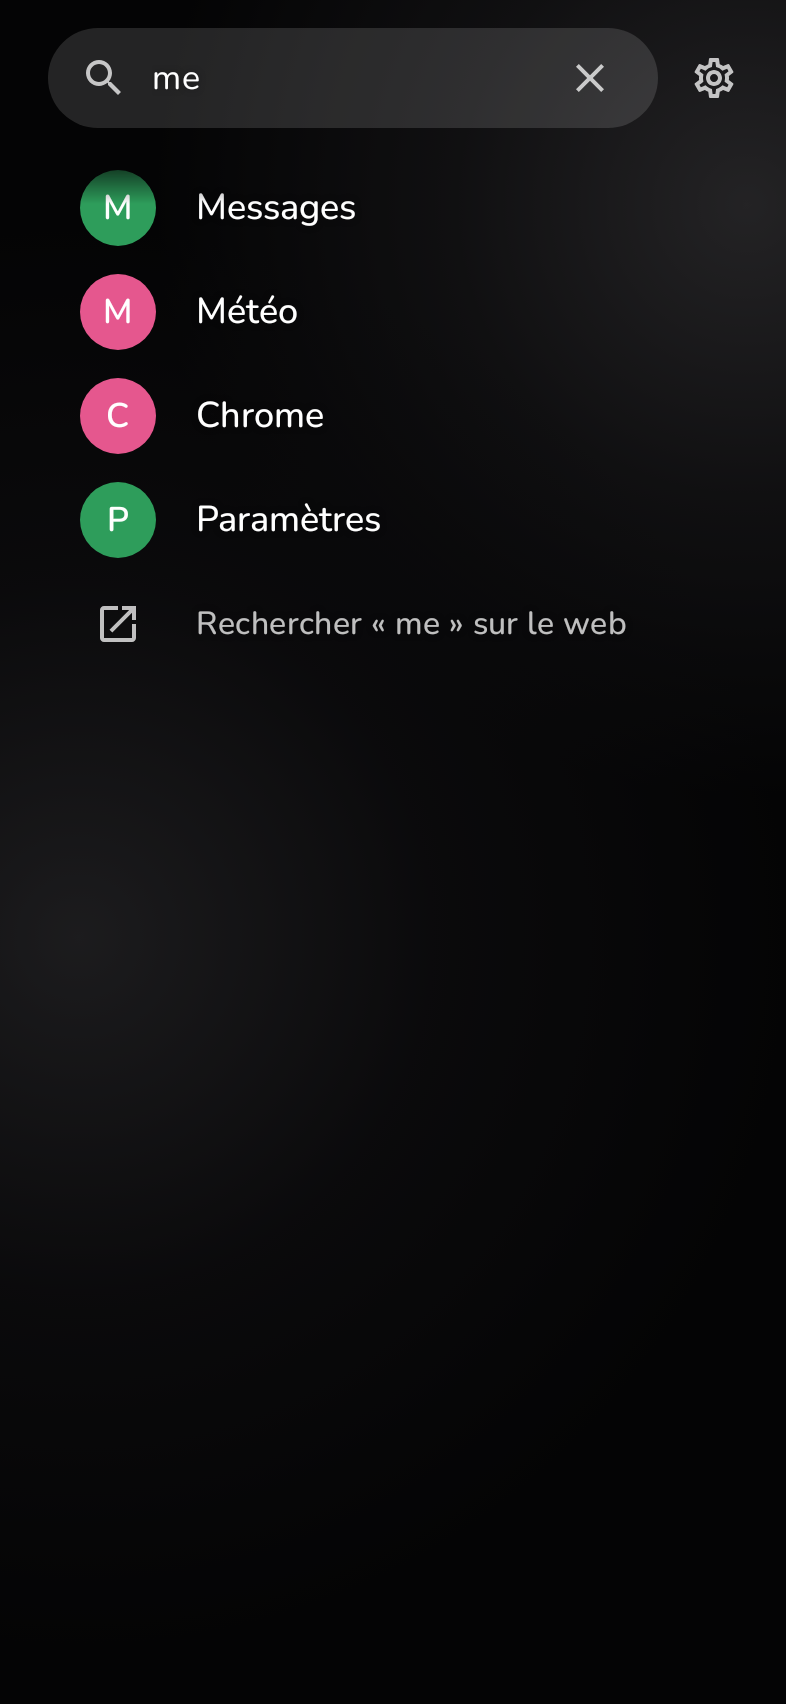 me
M Messages
M Météo
C Chrome
P Paramètres
Rechercher « me » sur le web